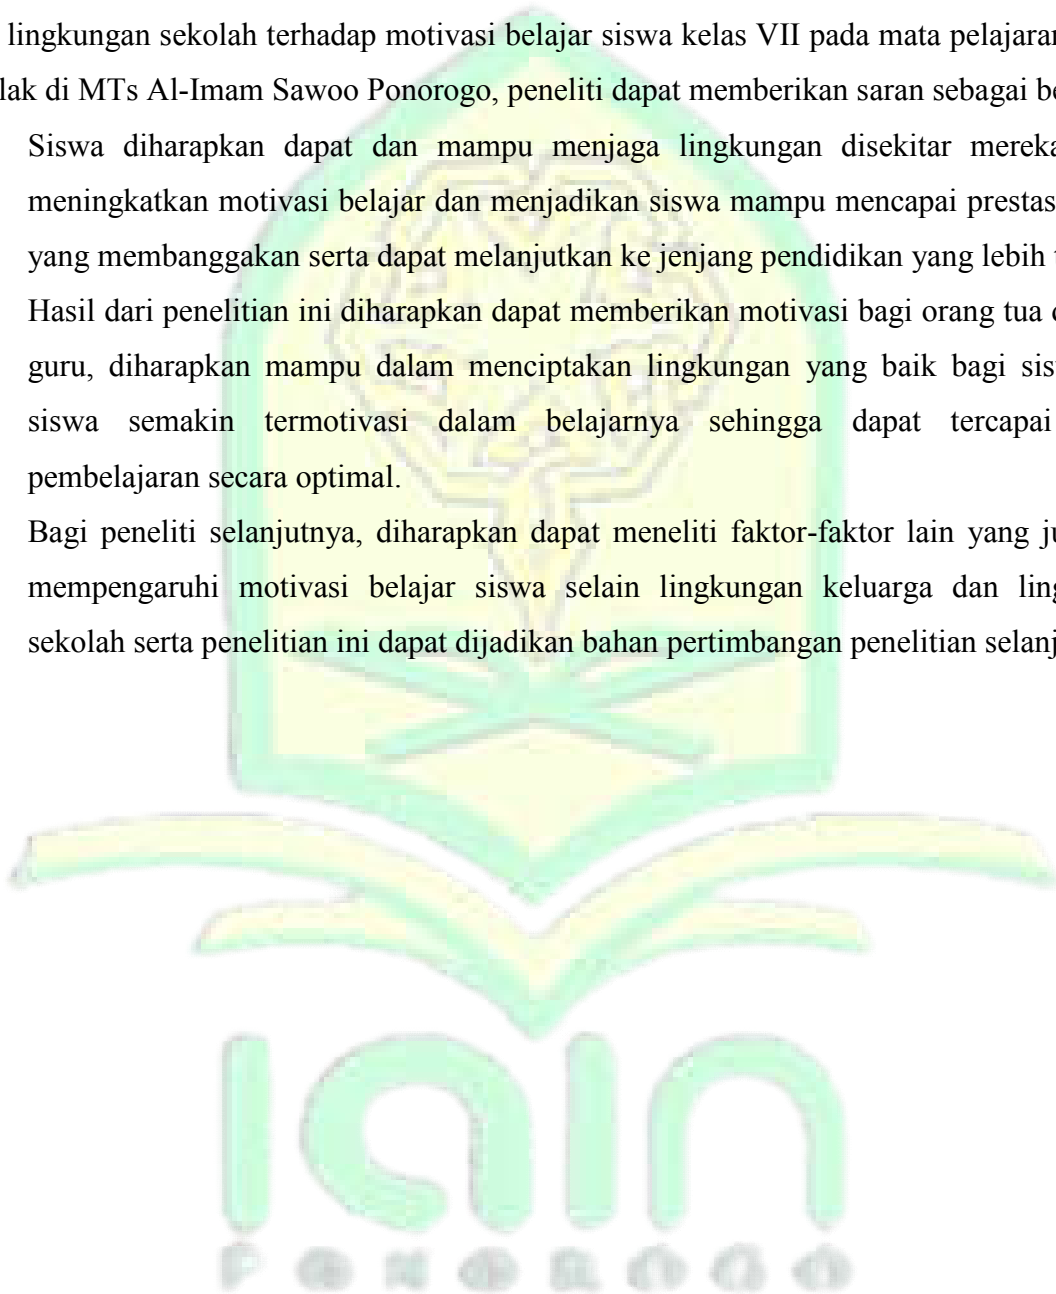 lingkungan sekolah terhadap motivasi belajar siswa kelas VII pada mata pelajaran
lak di MTs Al-Imam Sawoo Ponorogo, peneliti dapat memberikan saran sebagai be
Siswa diharapkan dapat dan mampu menjaga lingkungan disekitar mereka
meningkatkan motivasi belajar dan menjadikan siswa mampu mencapai prestas
yang membanggakan serta dapat melanjutkan ke jenjang pendidikan yang lebih t
Hasil dari penelitian ini diharapkan dapat memberikan motivasi bagi orang tua
guru, diharapkan mampu dalam menciptakan lingkungan yang baik bagi sis
siswa semakin termotivasi dalam belajarnya sehingga dapat tercapai
pembelajaran secara optimal.
Bagi peneliti selanjutnya, diharapkan dapat meneliti faktor-faktor lain yang ju
mempengaruhi motivasi belajar siswa selain lingkungan keluarga dan ling
sekolah serta penelitian ini dapat dijadikan bahan pertimbangan penelitian selanj
iain
PONOROGO